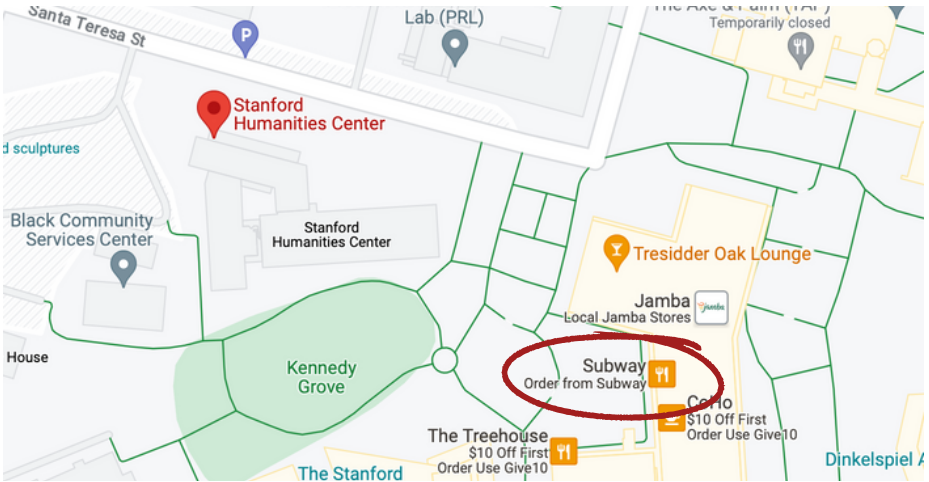 Santa Teresa St
P
Lab (PRL)
The Axe & Palm (TAP)
Temporarily closed
Stanford
Humanities Center
d sculptures
Black Community
Services Center
Stanford
Humanities Center
Tresidder Oak Lounge
Jamba
Local Jamba Stores
jamba
House
Kennedy
Grove
Subway
Order from Subway
CoHo
$10 Off First
Order Use Give10
The Treehouse
$10 Off First
Order Use Give10
The Stanford
Dinkelspiel A